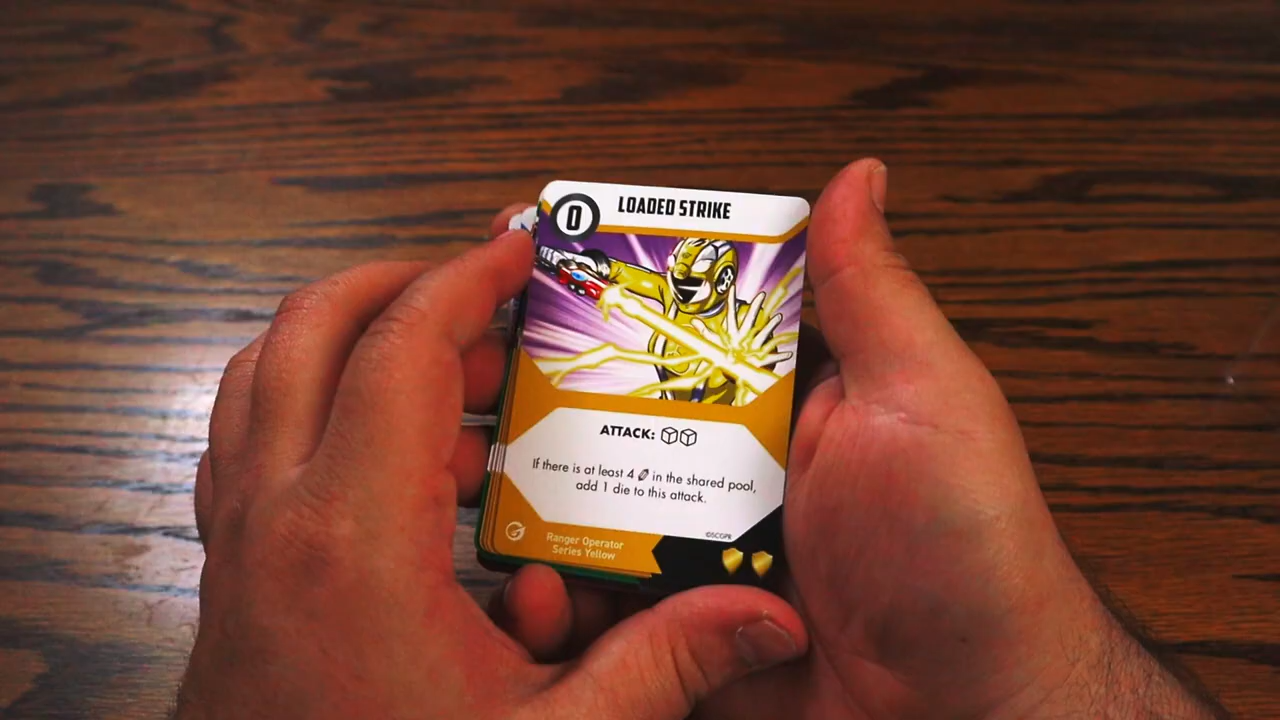 0
LOADED STRIKE
ATTACK:
If there is at least 4 in the shared pool,
add 1 die to this attack.
©SCGPR
Ranger Operator
Series Yellow